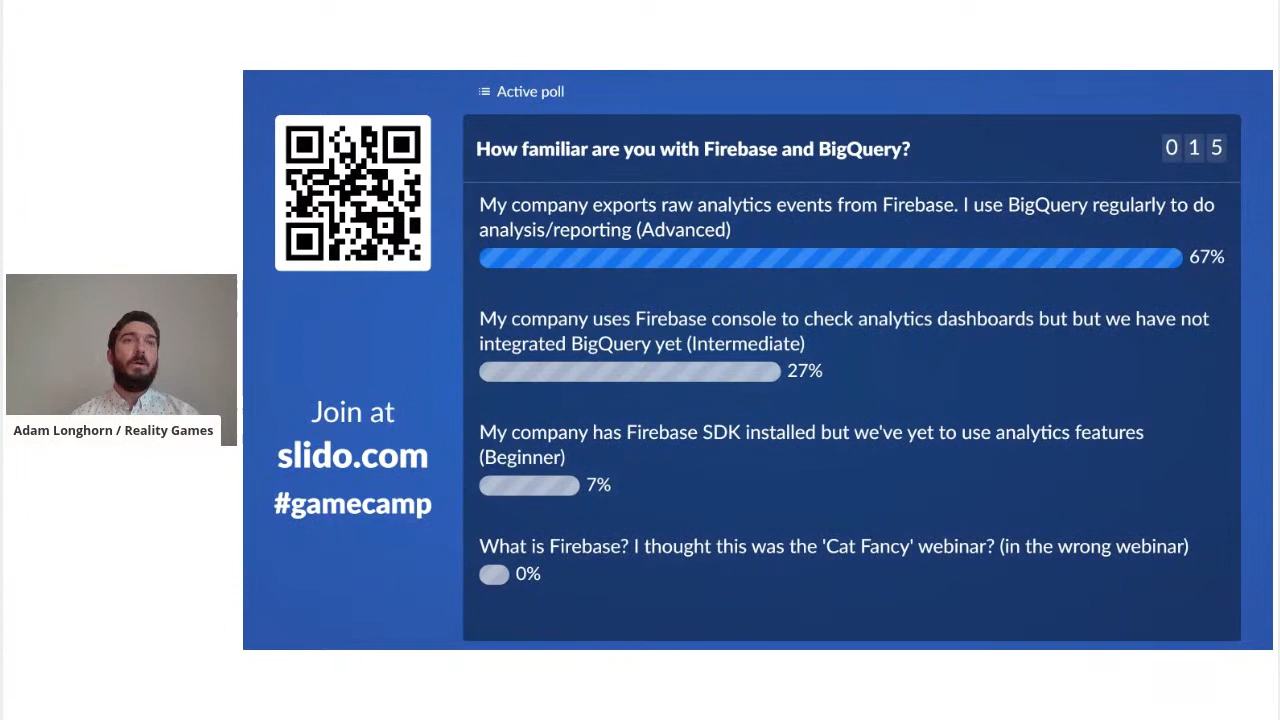 Active poll
How familiar are you with Firebase and BigQuery?
0 1 5
My company exports raw analytics events from Firebase. I use BigQuery regularly to do
analysis/reporting (Advanced)
67%
My company uses Firebase console to check analytics dashboards but but we have not
integrated BigQuery yet (Intermediate)
27%
My company has Firebase SDK installed but we've yet to use analytics features
(Beginner)
7%
What is Firebase? I thought this was the 'Cat Fancy' webinar? (in the wrong webinar)
0%
Join at
slido.com
#gamecamp
Adam Longhorn / Reality Games